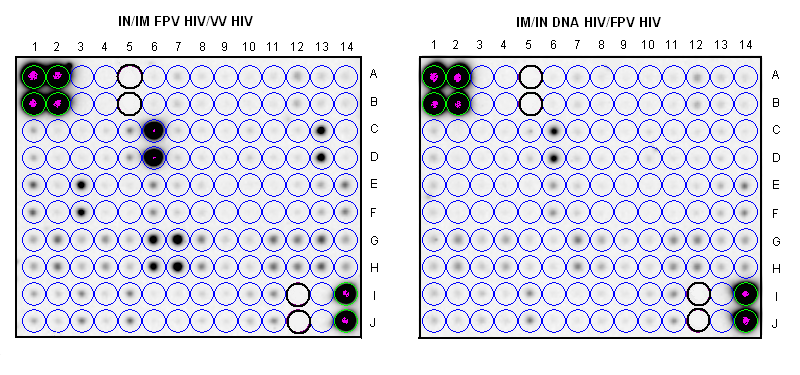 IN/IM FPV HIV/VV HIV
1 2 3 4 5 6 7 8 9 10 11 12 13 14
A
B
C
D
E
F
G
H
I
J
IM/IN DNA HIV/FPV HIV
1 2 3 4 5 6 7 8 9 10 11 12 13 14
A
B
C
D
E
F
G
H
I
J